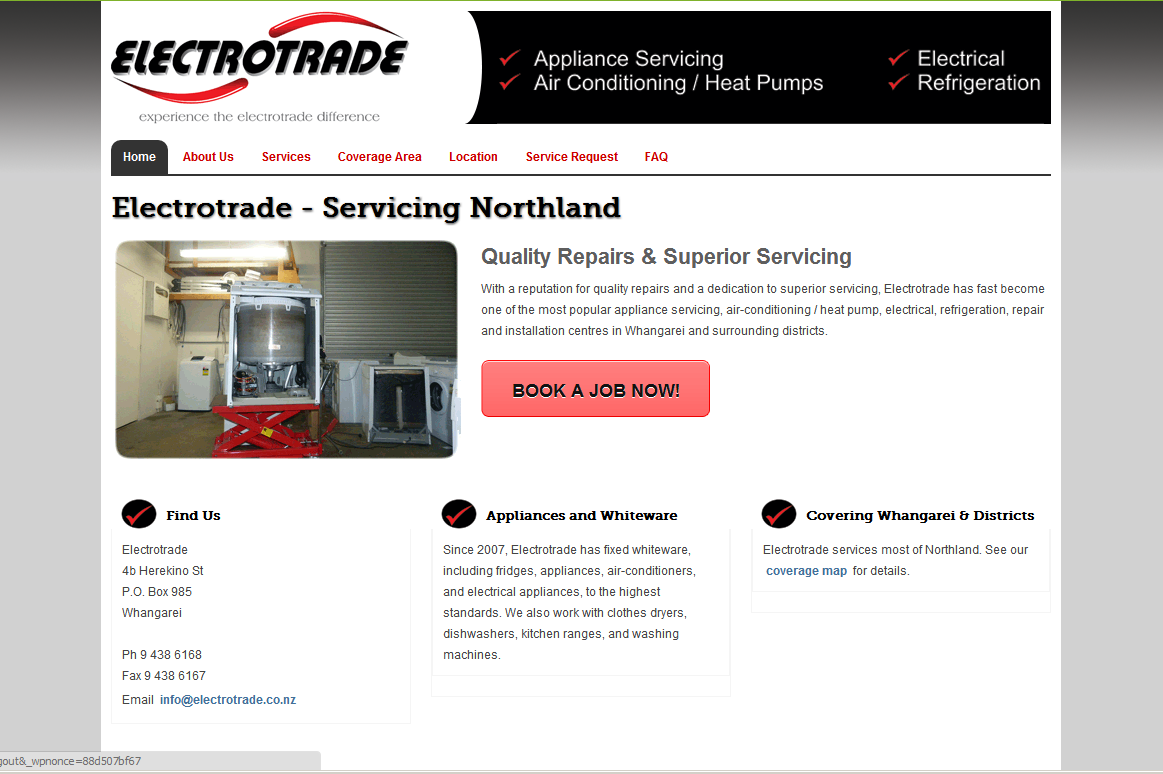 ELECTROTRADE
experience the electrotrade difference
Appliance Servicing
Air Conditioning / Heat Pumps
Electrical
Refrigeration
Home About Us Services Coverage Area Location Service Request FAQ
Electrotrade - Servicing Northland
Quality Repairs & Superior Servicing
With a reputation for quality repairs and a dedication to superior servicing, Electrotrade has fast become
one of the most popular appliance servicing, air-conditioning / heat pump, electrical, refrigeration, repair
and installation centres in Whangarei and surrounding districts.
BOOK A JOB NOW!
Find Us
Electrotrade
4b Herekino St
P.O. Box 985
Whangarei
Ph 9 438 6168
Fax 9 438 6167
Email info@electrotrade.co.nz
Appliances and Whiteware
Since 2007, Electrotrade has fixed whiteware,
including fridges, appliances, air-conditioners,
and electrical appliances, to the highest
standards. We also work with clothes dryers,
dishwashers, kitchen ranges, and washing
machines.
Covering Whangarei & Districts
Electrotrade services most of Northland. See our
coverage map for details.
gout&_wpnonce=88d507bf67